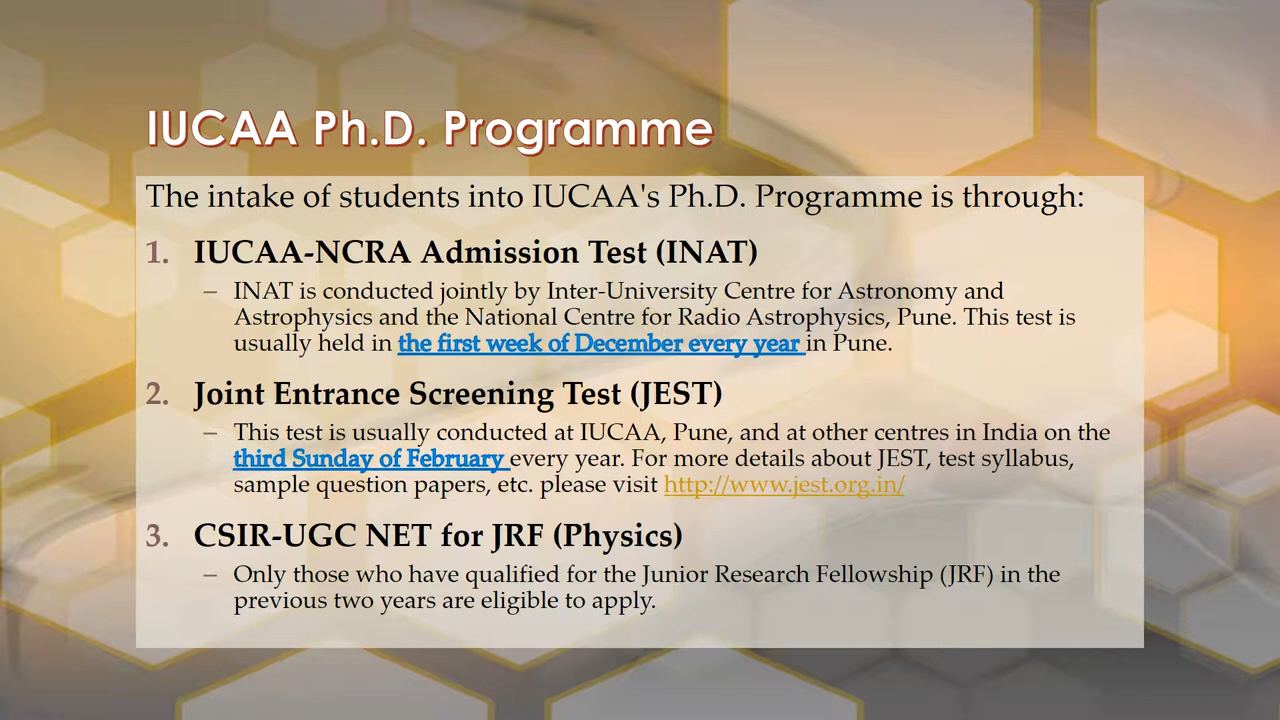 IUCAA Ph.D. Programme
The intake of students into IUCAA's Ph.D. Programme is through:
1. IUCAA-NCRA Admission Test (INAT)
– INAT is conducted jointly by Inter-University Centre for Astronomy and
Astrophysics and the National Centre for Radio Astrophysics, Pune. This test is
usually held in the first week of December every year in Pune.
2. Joint Entrance Screening Test (JEST)
– This test is usually conducted at IUCAA, Pune, and at other centres in India on the
third Sunday of February every year. For more details about JEST, test syllabus,
sample question papers, etc. please visit http://www.jest.org.in/
3. CSIR-UGC NET for JRF (Physics)
– Only those who have qualified for the Junior Research Fellowship (JRF) in the
previous two years are eligible to apply.